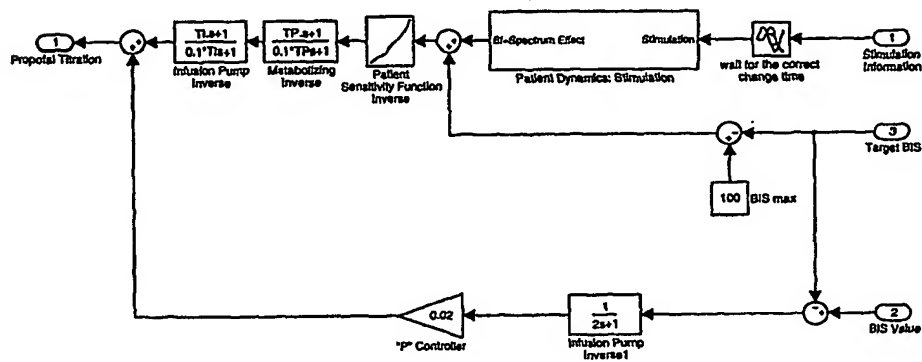 1
Propofol Titration
TI.s+1
0.1*TIs+1
Infusion Pump
Inverse
TP.s+1
0.1*TPs+1
Metabolizing
Inverse
Patient
Sensitivity Function
Inverse
Bi-Spectrum Effect
Stimulation
Patient Dynamics: Stimulation
wait for the correct
change time
1
Stimulation
Information
3
Target BIS
100
BIS max
0.02
"P" Controller
1
2s+1
Infusion Pump
Inverse1
2
BIS Value